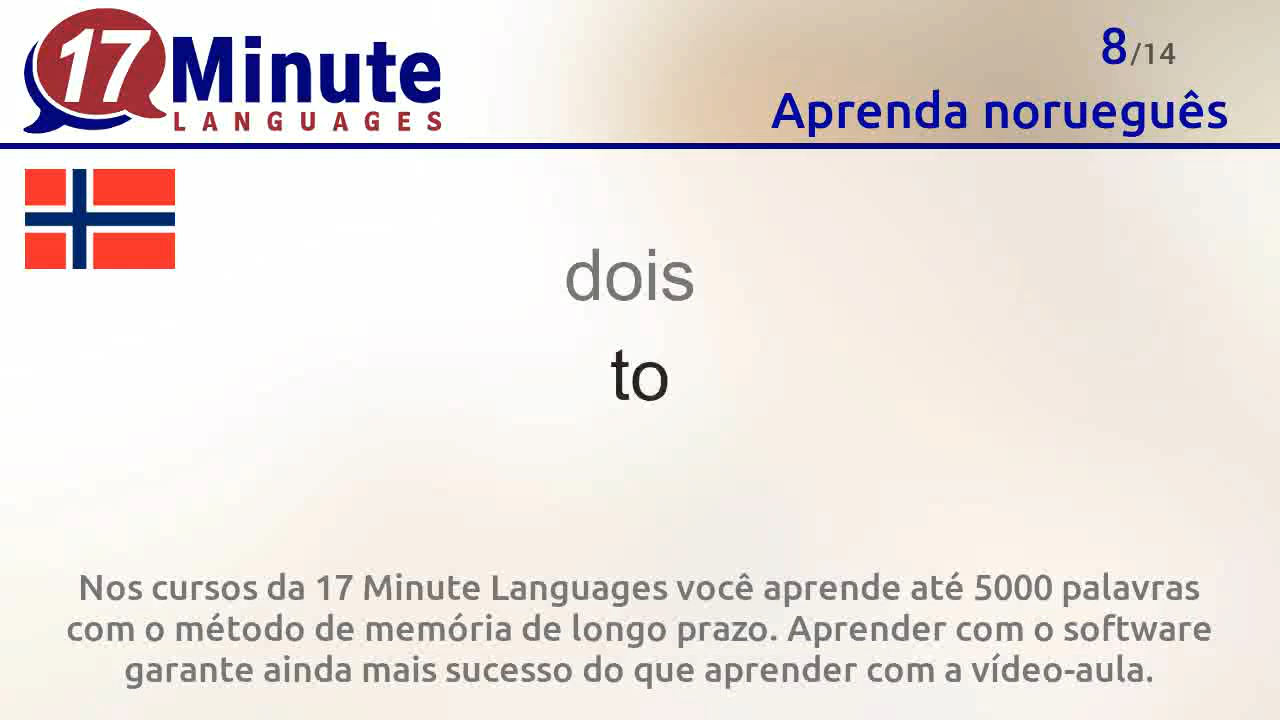 17 Minute
LANGUAGES
8/14
Aprenda norueguês
dois
to
Nos cursos da 17 Minute Languages você aprende até 5000 palavras
com o método de memória de longo prazo. Aprender com o software
garante ainda mais sucesso do que aprender com a vídeo-aula.